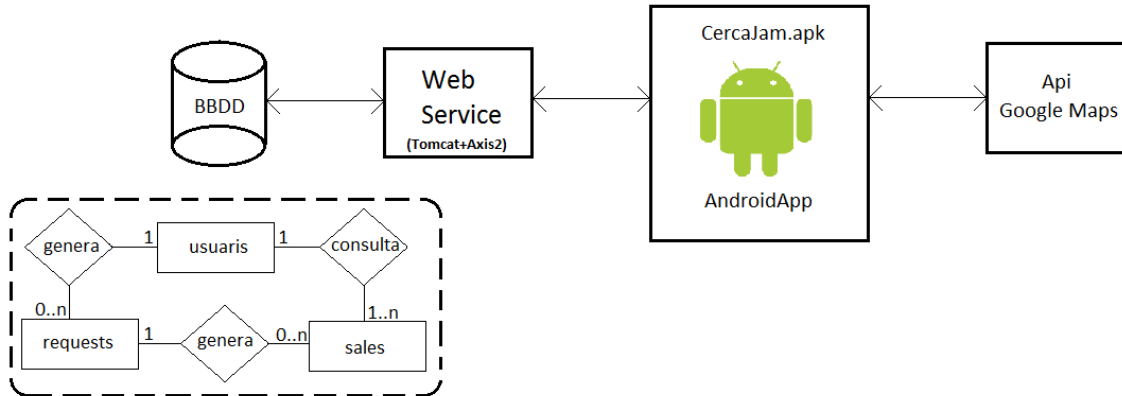 CercaJam.apk
BBDD
Web
Service
(Tomcat+Axis2)
Api
Google Maps
AndroidApp
genera
1
usuaris
1
consulta
0..n
1..n
requests
1
genera
0..n
sales